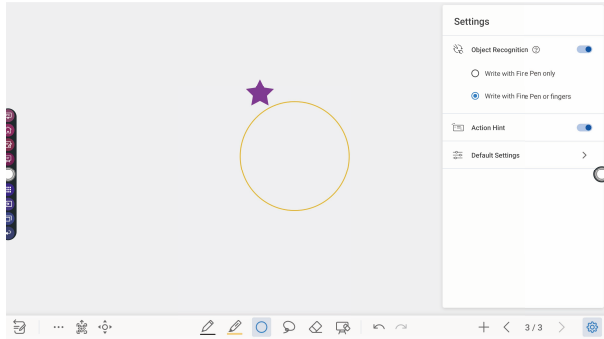 Settings
Object Recognition
Write with Fire Pen only
Write with Fire Pen or fingers
Action Hint
Default Settings
3 / 3